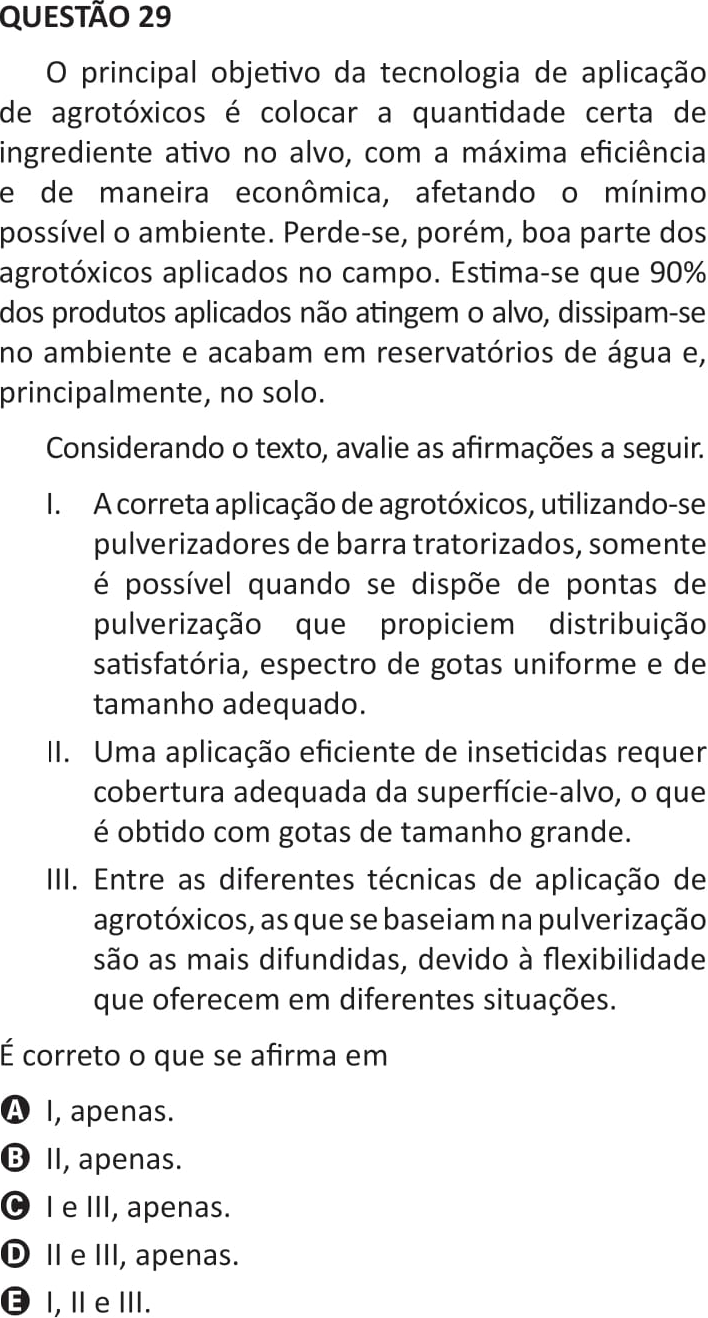 QUESTÃO 29
O principal objetivo da tecnologia de aplicação
de agrotóxicos é colocar a quantidade certa de
ingrediente ativo no alvo, com a máxima eficiência
e de maneira econômica, afetando o mínimo
possível o ambiente. Perde-se, porém, boa parte dos
agrotóxicos aplicados no campo. Estima-se que 90%
dos produtos aplicados não atingem o alvo, dissipam-se
no ambiente e acabam em reservatórios de água e,
principalmente, no solo.
Considerando o texto, avalie as afirmações a seguir.
I. A correta aplicação de agrotóxicos, utilizando-se
pulverizadores de barra tratorizados, somente
é possível quando se dispõe de pontas de
pulverização que propiciem distribuição
satisfatória, espectro de gotas uniforme e de
tamanho adequado.
II. Uma aplicação eficiente de inseticidas requer
cobertura adequada da superfície-alvo, o que
é obtido com gotas de tamanho grande.
III. Entre as diferentes técnicas de aplicação de
agrotóxicos, as que se baseiam na pulverização
são as mais difundidas, devido à flexibilidade
que oferecem em diferentes situações.
É correto o que se afirma em
A I, apenas.
B II, apenas.
C I e III, apenas.
D II e III, apenas.
E I, II e III.